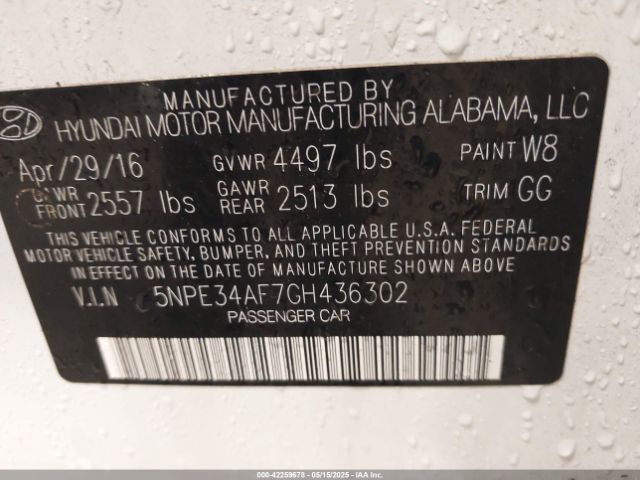 MANUFACTURED BY
HYUNDAI MOTOR MANUFACTURING ALABAMA, LLC
Apr/29/16 GVWR 4497 lbs PAINT W8
GAWR FRONT 2557 lbs GAWR REAR 2513 lbs TRIM GG
THIS VEHICLE CONFORMS TO ALL APPLICABLE U.S.A. FEDERAL
MOTOR VEHICLE SAFETY, BUMPER, AND THEFT PREVENTION STANDARDS
IN EFFECT ON THE DATE OF MANUFACTURE SHOWN ABOVE
V.I.N 5NPE34AF7GH436302
PASSENGER CAR
000-42259678 - 05/15/2025 - IAA Inc.